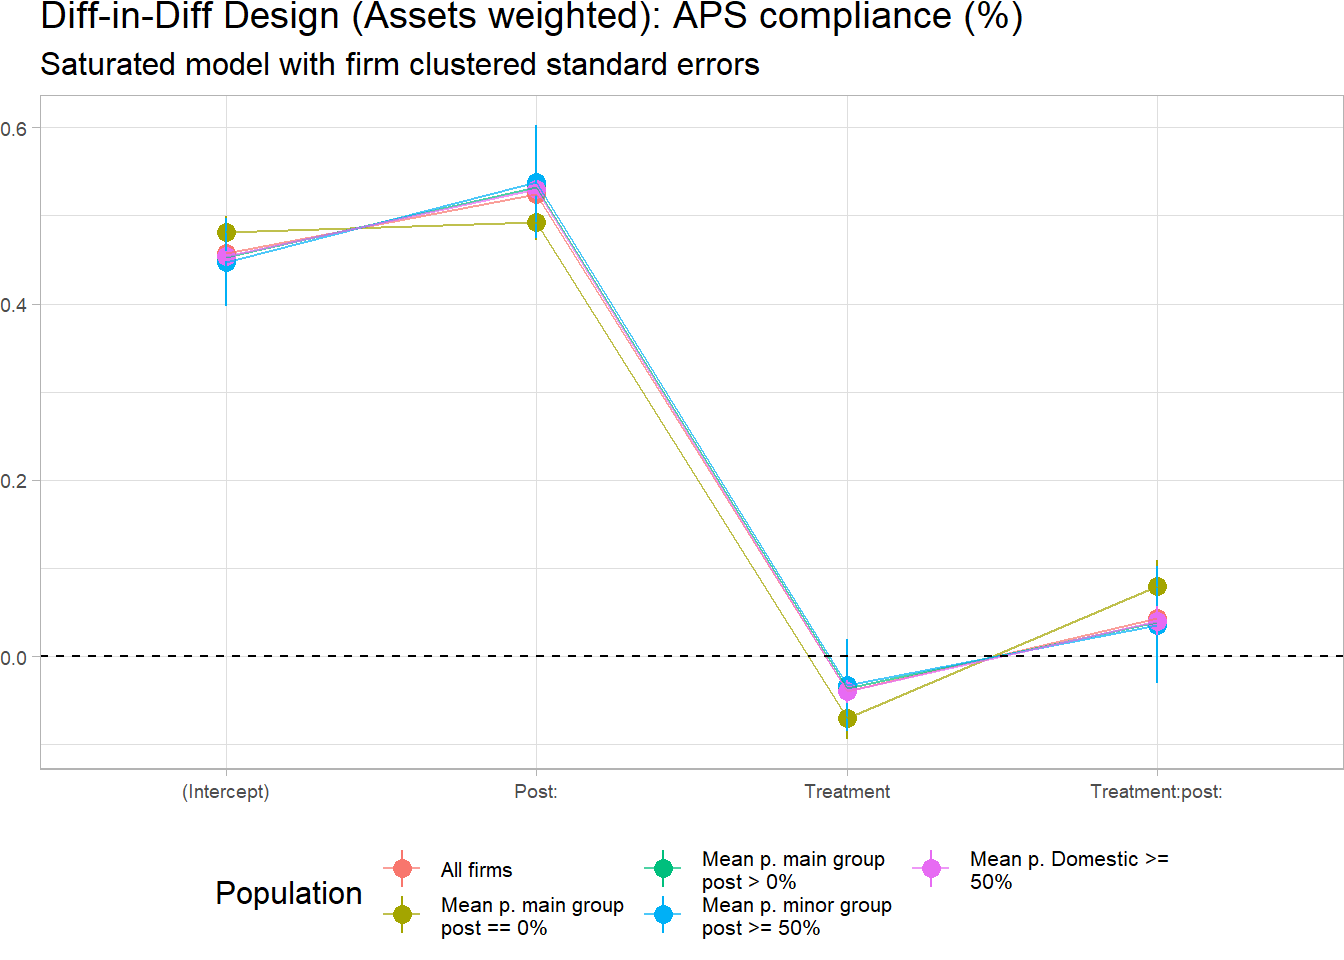 Diff-in-Diff Design (Assets weighted): APS compliance (%)
Saturated model with firm clustered standard errors
0.6
0.4
0.2
0.0
(Intercept)
Post:
Treatment
Treatment:post:
Population
All firms
Mean p. main group
post == 0%
Mean p. main group
post > 0%
Mean p. minor group
post >= 50%
Mean p. Domestic >=
50%